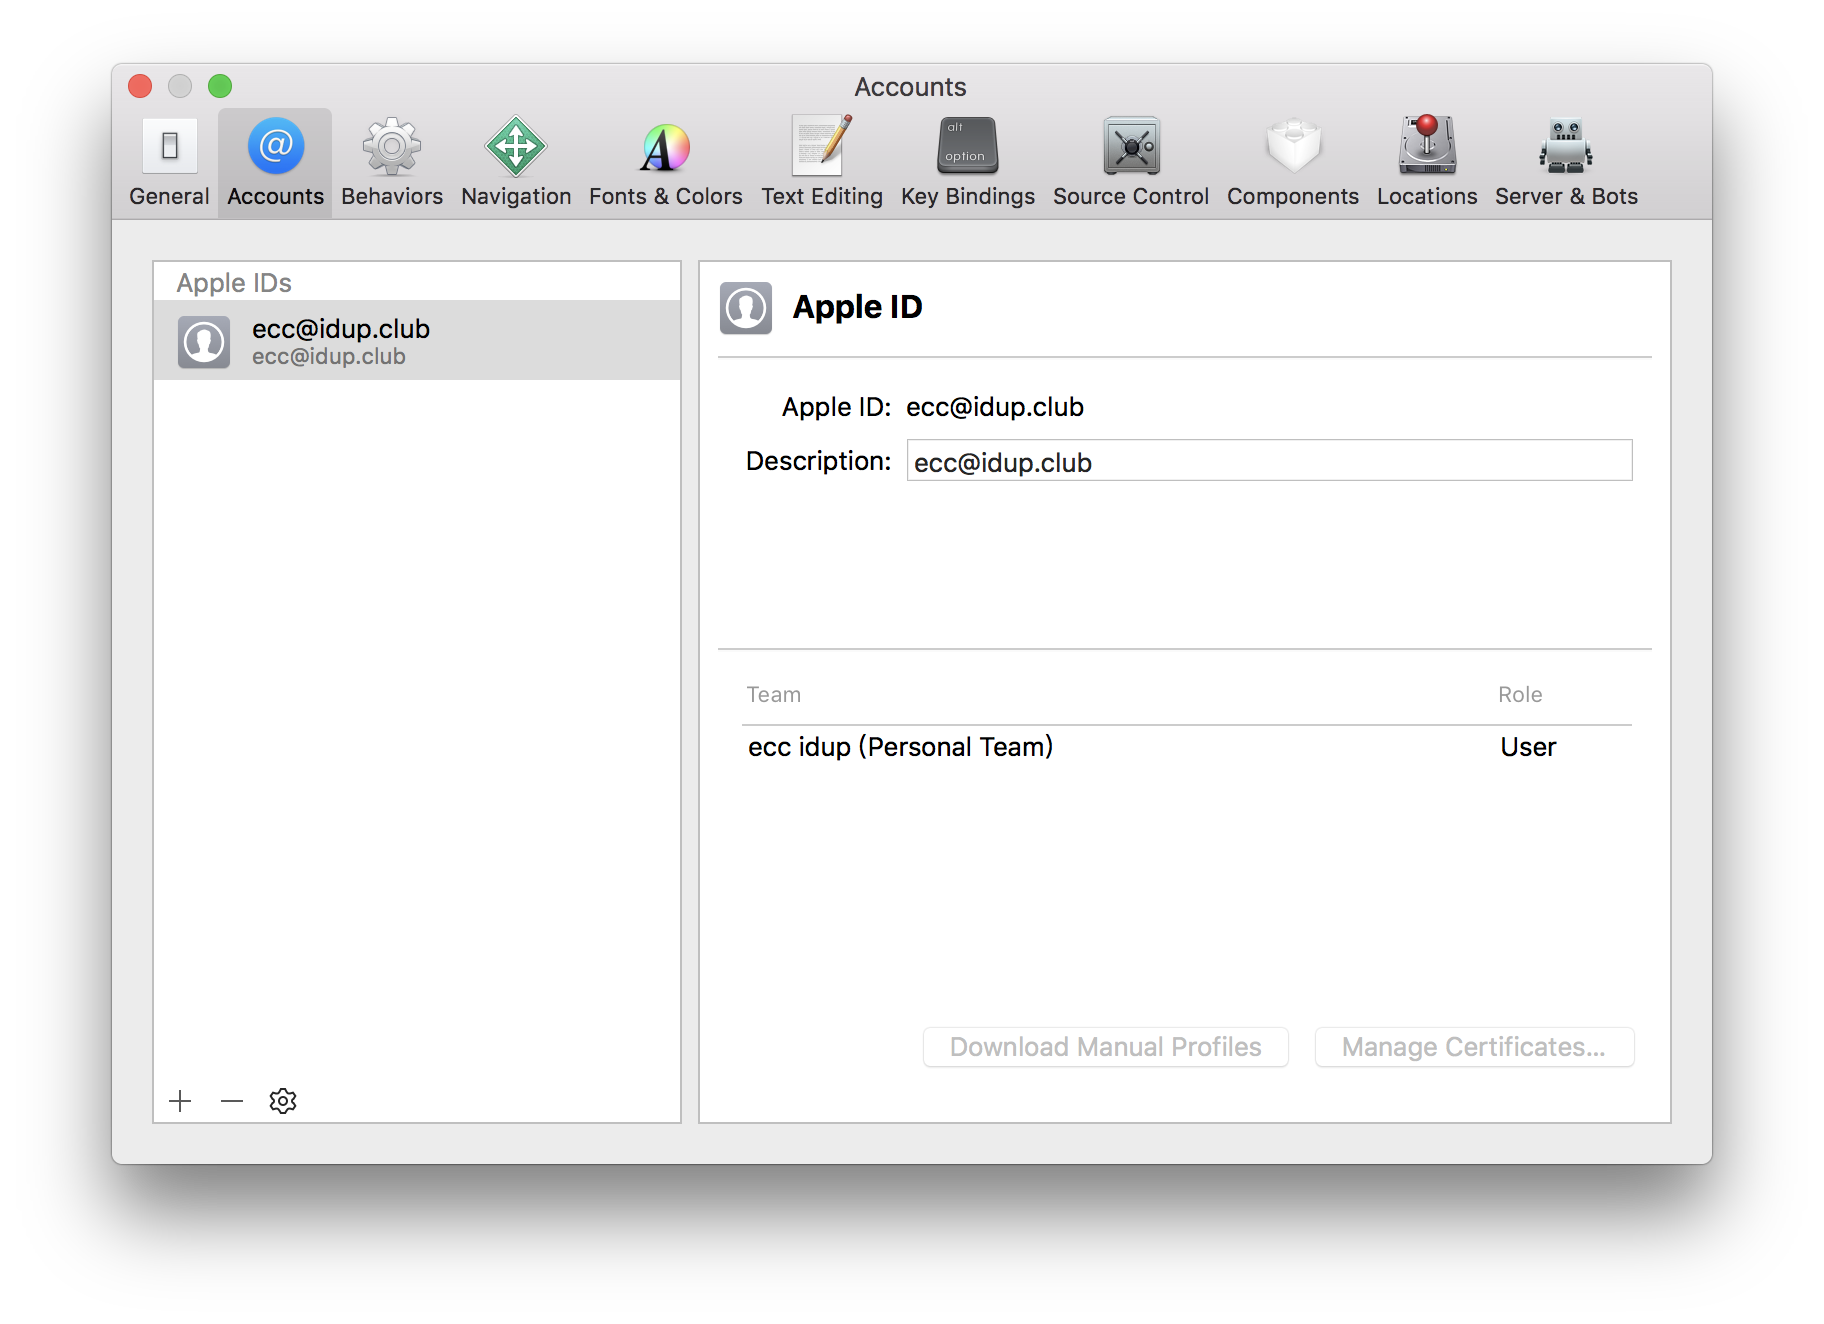 Accounts
General
Accounts
Behaviors
Navigation
Fonts & Colors
Text Editing
alt
option
Key Bindings
Source Control
Components
Locations
Server & Bots
Apple IDs
ecc@idup.club
ecc@idup.club
Apple ID
Apple ID: ecc@idup.club
Description: ecc@idup.club
Team Role
ecc idup (Personal Team) User
Download Manual Profiles Manage Certificates...